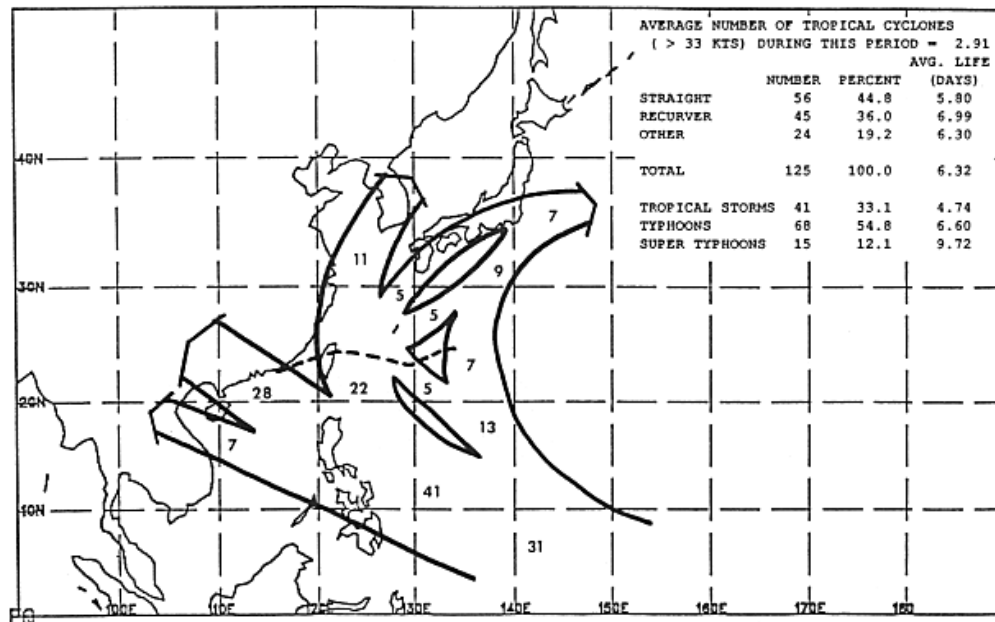 AVERAGE NUMBER OF TROPICAL CYCLONES
( > 33 KTS) DURING THIS PERIOD = 2.91
AVG. LIFE
NUMBER PERCENT (DAYS)
STRAIGHT 56 44.8 5.80
RECURVER 45 36.0 6.99
OTHER 24 19.2 6.30
TOTAL 125 100.0 6.32
TROPICAL STORMS 41 33.1 4.74
TYPHOONS 68 54.8 6.60
SUPER TYPHOONS 15 12.1 9.72
40N
7
11
9
30N
5
5
7
28
22
5
20N
13
7
41
10N
31
EQ
100E 110E 120E 130E 140E 150E 160E 170E 180